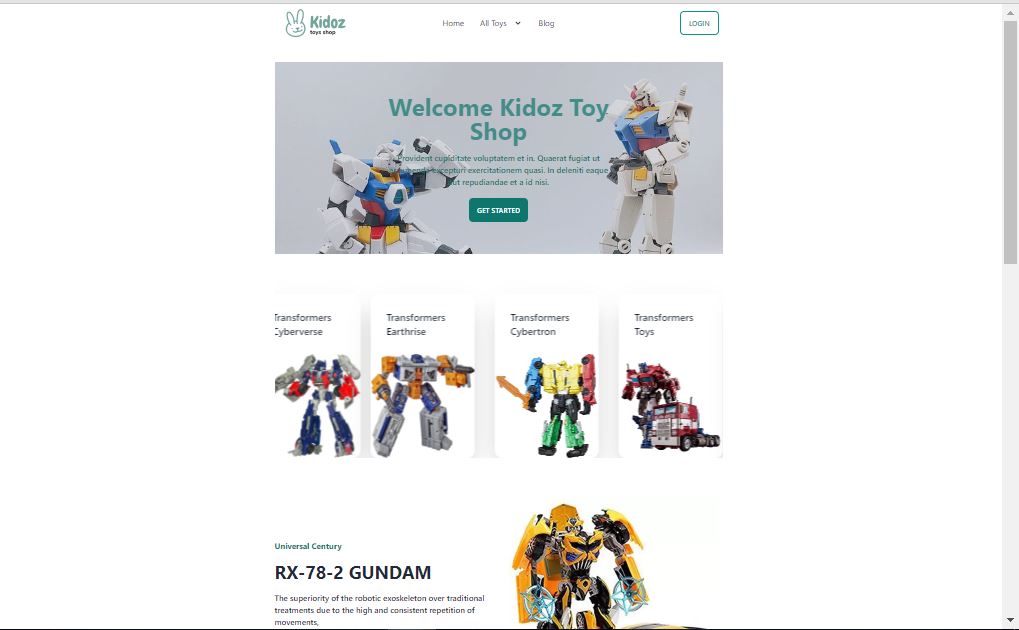 Kidoz
toys shop
Home All Toys Blog
LOGIN
Welcome Kidoz Toy
Shop
Provident cupiditate voluptatem et in. Quaerat fugiat ut
excepturi exercitationem quasi. In deleniti eaque
ut repudiandae et a id nisi.
GET STARTED
Transformers
Cyberverse
Transformers
Earthrise
Transformers
Cybertron
Transformers
Toys
Universal Century
RX-78-2 GUNDAM
The superiority of the robotic exoskeleton over traditional
treatments due to the high and consistent repetition of
movements,